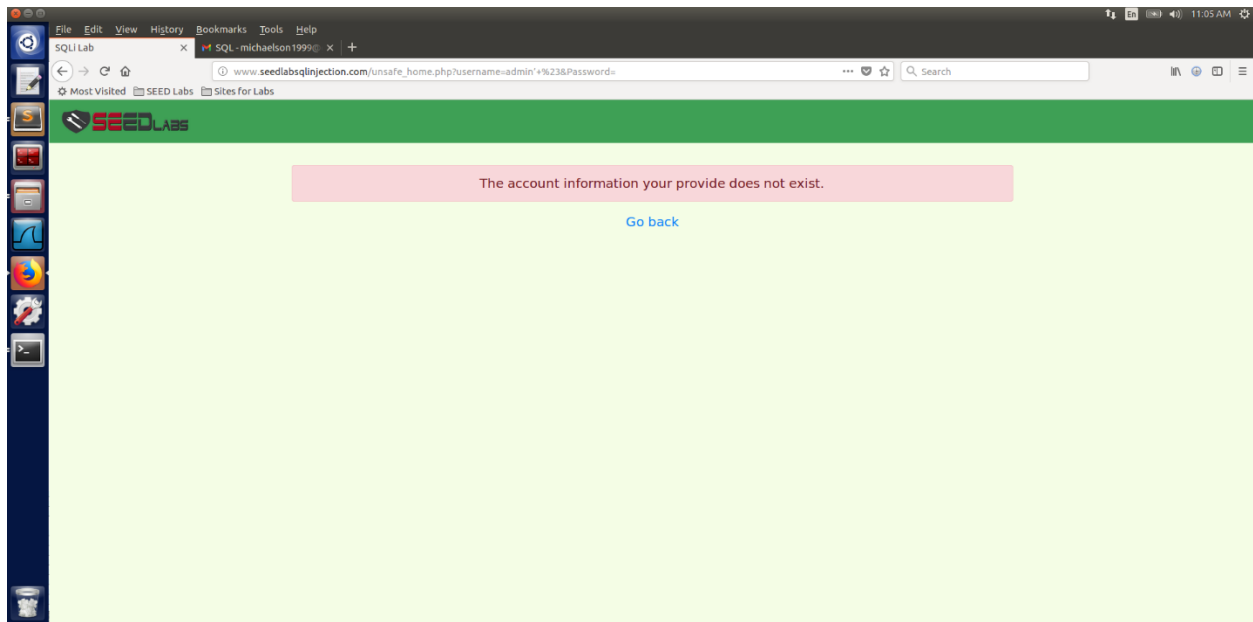 11:05 AM
En
File Edit View History Bookmarks Tools Help
SQLi Lab
SQL - michaelson1999@
www.seedlabsqlinjection.com/unsafe_home.php?username=admin'+%23&Password=
Search
Most Visited SEED Labs Sites for Labs
SEEDLABS
The account information your provide does not exist.
Go back